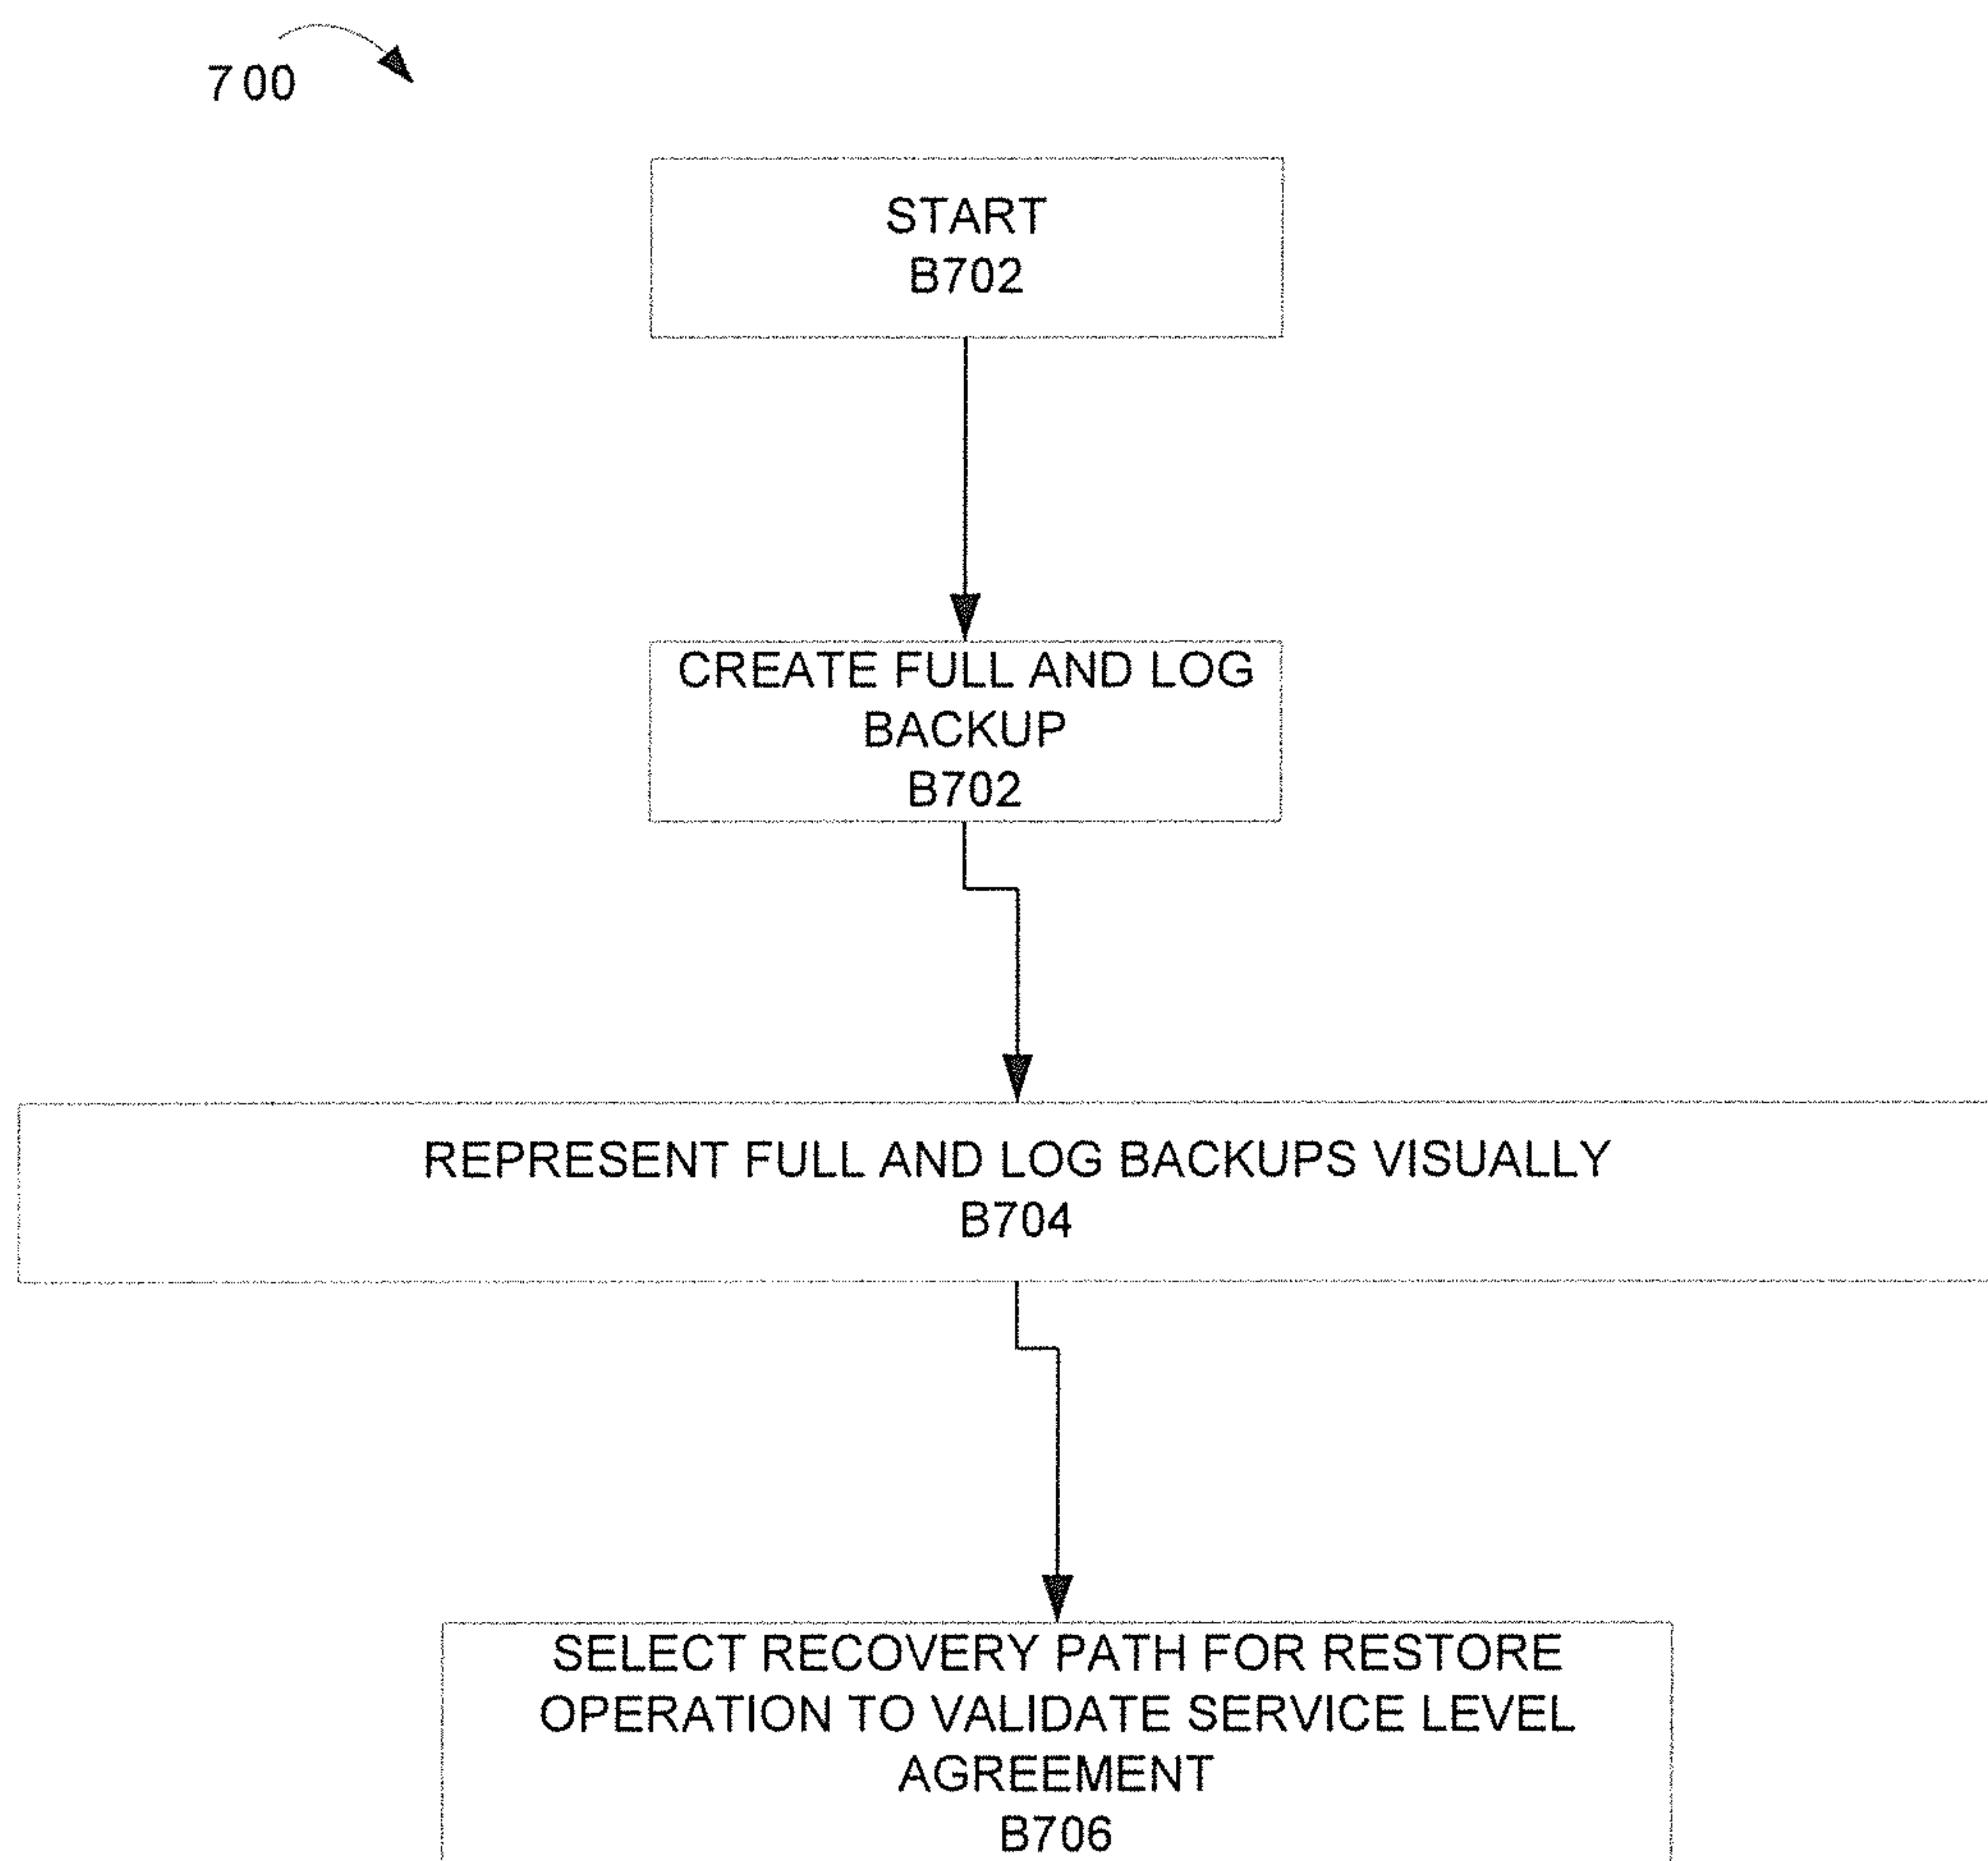 700
START
B702
CREATE FULL AND LOG
BACKUP
B702
REPRESENT FULL AND LOG BACKUPS VISUALLY
B704
SELECT RECOVERY PATH FOR RESTORE
OPERATION TO VALIDATE SERVICE LEVEL
AGREEMENT
B706